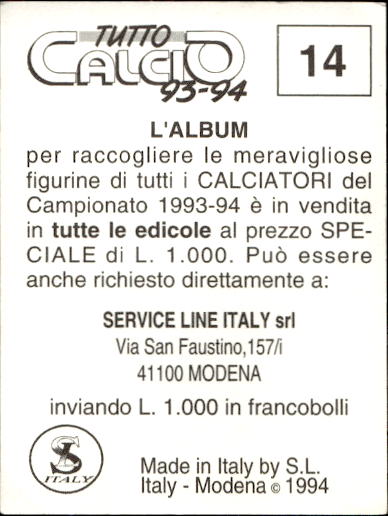 TUTTO
CALCIO
93-94
14
L'ALBUM
per raccogliere le meravigliose
figurine di tutti i CALCIATORI del
Campionato 1993-94 è in vendita
in tutte le edicole al prezzo SPE-
CIALE di L. 1.000. Può essere
anche richiesto direttamente a:
SERVICE LINE ITALY srl
Via San Faustino,157/i
41100 MODENA
inviando L. 1.000 in francobolli
SL
ITALY
Made in Italy by S.L.
Italy - Modena © 1994